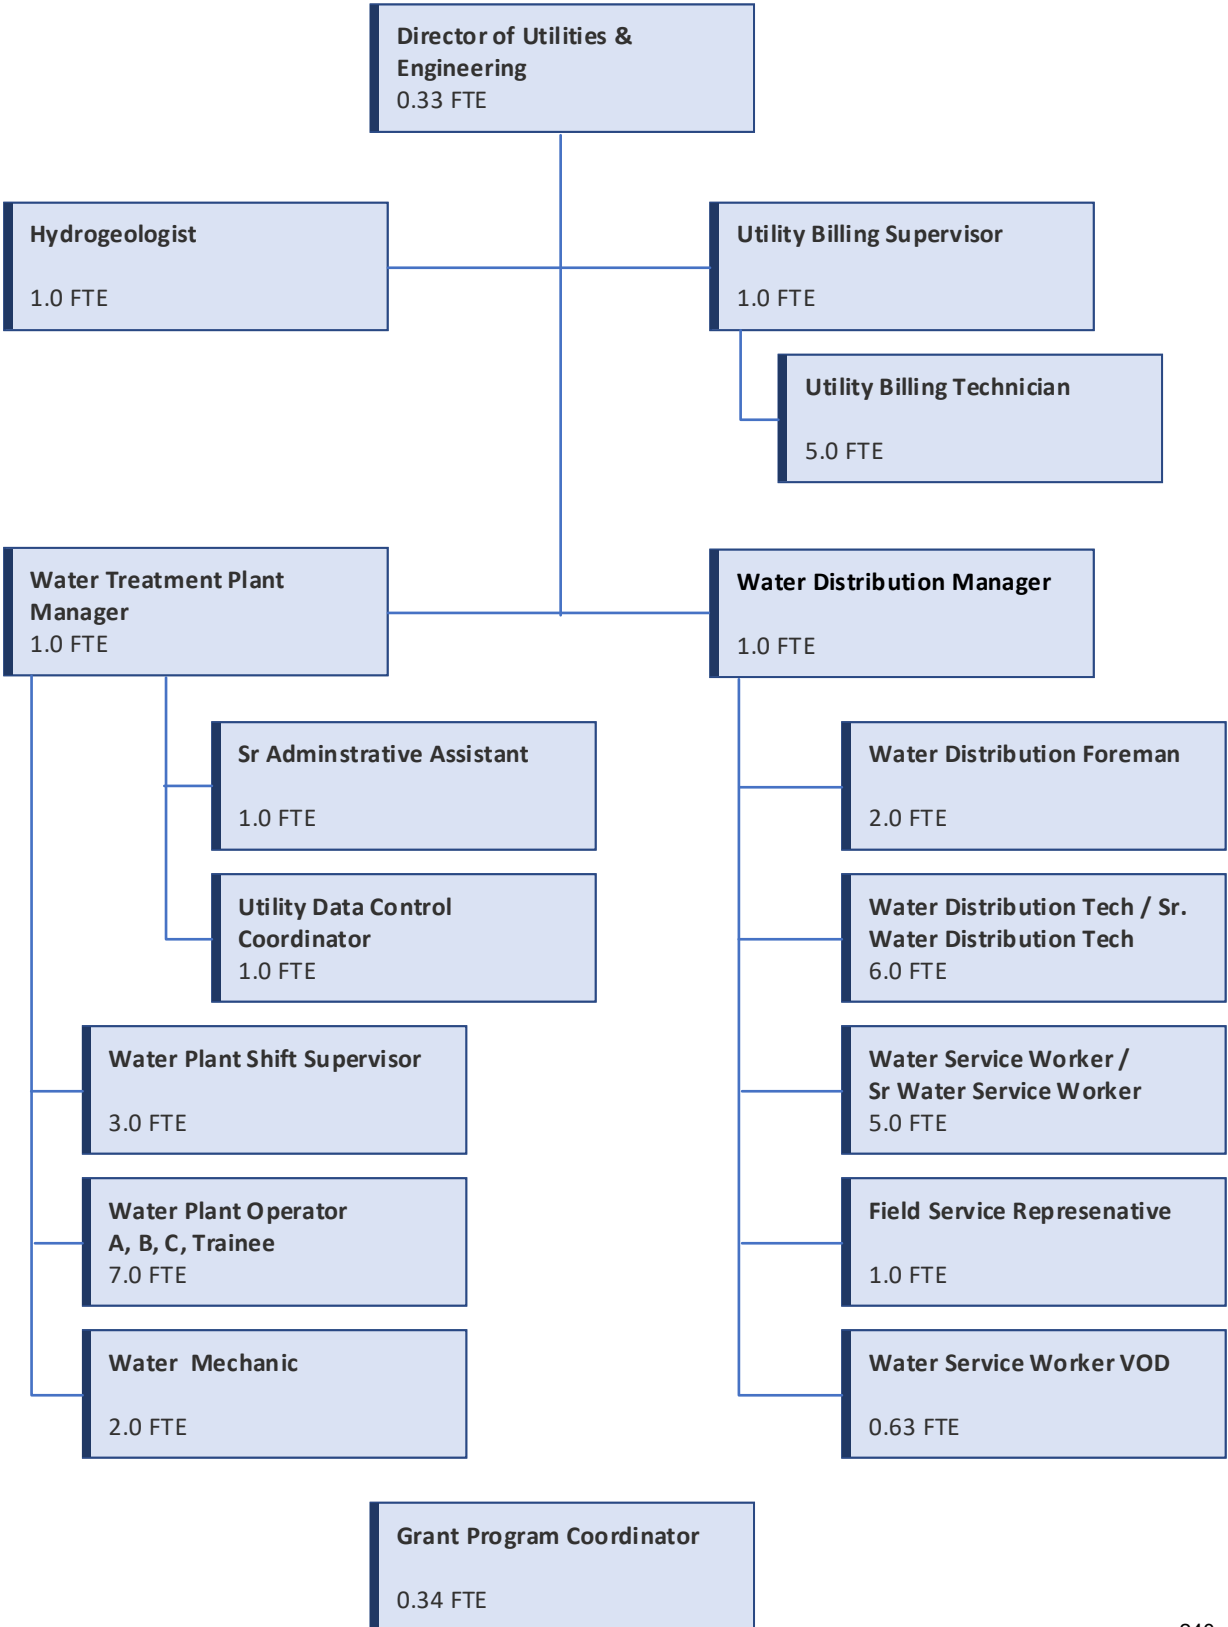 Director of Utilities &
Engineering
0.33 FTE
Hydrogeologist
1.0 FTE
Utility Billing Supervisor
1.0 FTE
Utility Billing Technician
5.0 FTE
Water Treatment Plant
Manager
1.0 FTE
Water Distribution Manager
1.0 FTE
Sr Adminstrative Assistant
1.0 FTE
Utility Data Control
Coordinator
1.0 FTE
Water Plant Shift Supervisor
3.0 FTE
Water Plant Operator
A, B, C, Trainee
7.0 FTE
Water Mechanic
2.0 FTE
Water Distribution Foreman
2.0 FTE
Water Distribution Tech / Sr.
Water Distribution Tech
6.0 FTE
Water Service Worker /
Sr Water Service Worker
5.0 FTE
Field Service Represenative
1.0 FTE
Water Service Worker VOD
0.63 FTE
Grant Program Coordinator
0.34 FTE